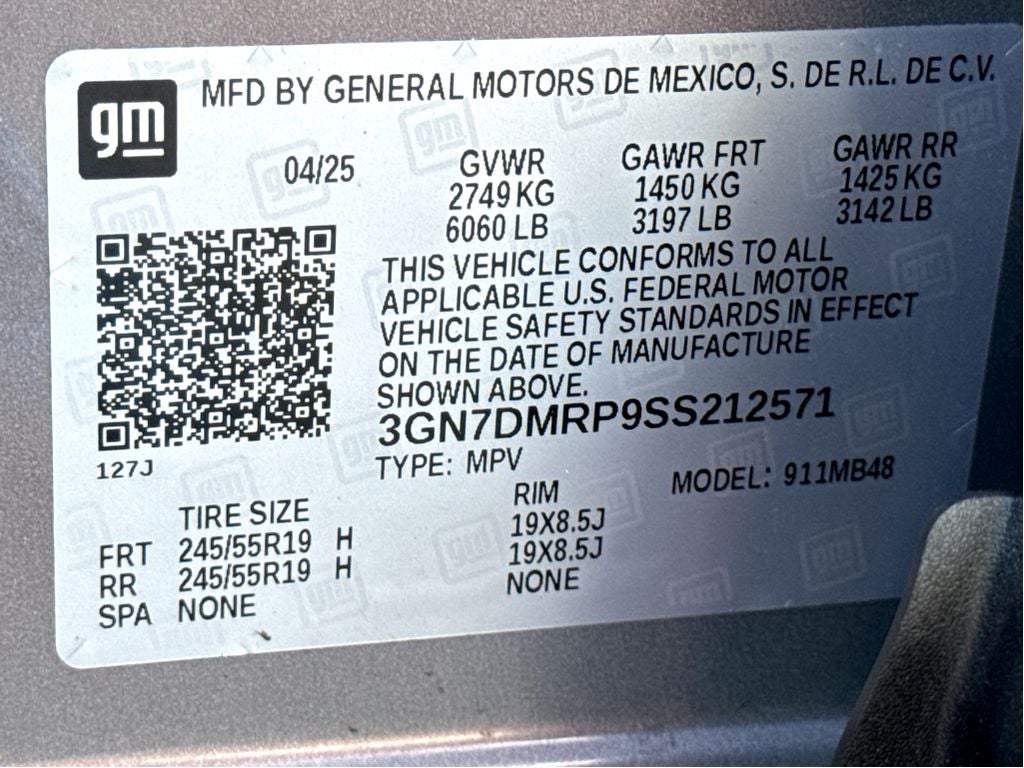 gm
MFD BY GENERAL MOTORS DE MEXICO, S. DE R.L. DE C.V.
04/25 GVWR GAWR FRT GAWR RR
2749 KG 1450 KG 1425 KG
6060 LB 3197 LB 3142 LB
THIS VEHICLE CONFORMS TO ALL
APPLICABLE U.S. FEDERAL MOTOR
VEHICLE SAFETY STANDARDS IN EFFECT
ON THE DATE OF MANUFACTURE
SHOWN ABOVE.
3GN7DMRP9SS212571
127J
TYPE: MPV MODEL: 911MB48
TIRE SIZE RIM
FRT 245/55R19 H 19X8.5J
RR 245/55R19 H 19X8.5J
SPA NONE NONE